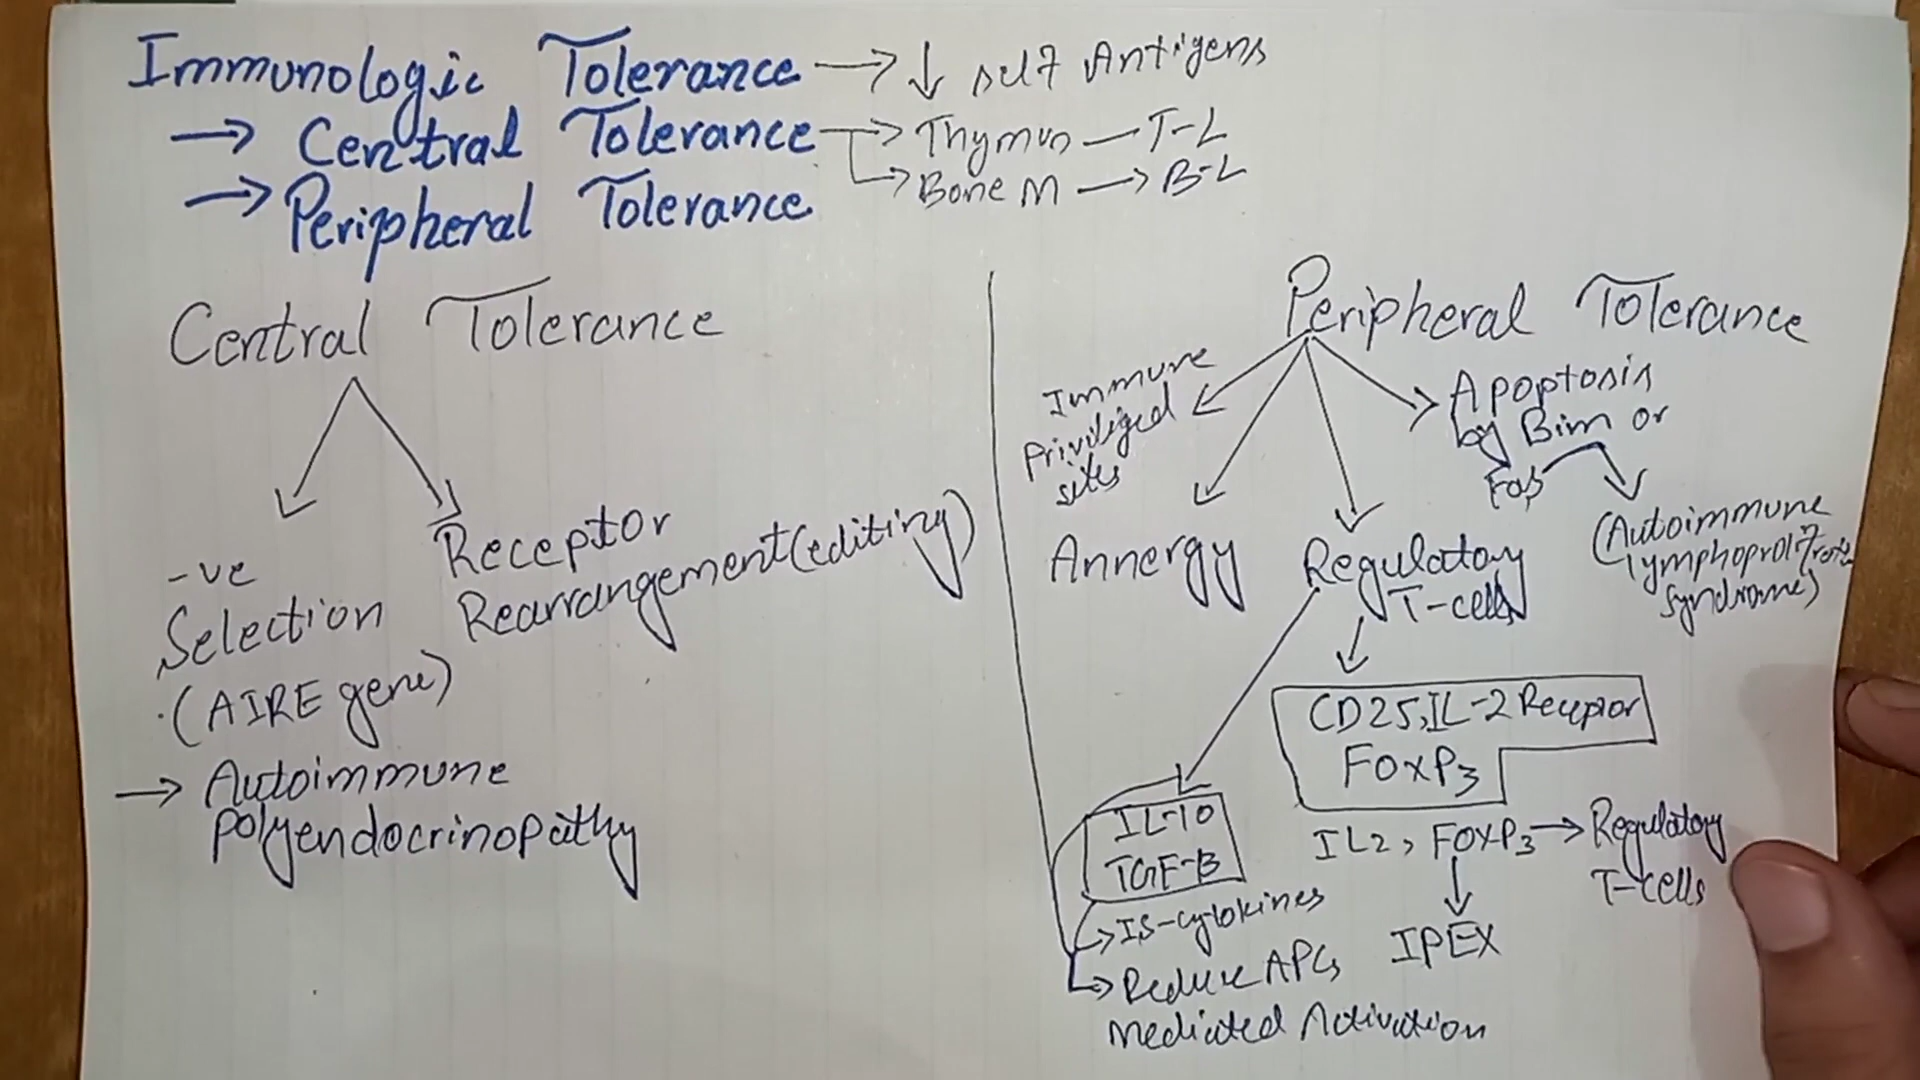 Immunologic Tolerance → ↓ self Antigens
→ Central Tolerance → Thymus — T-L
→ Bone M → B-L
→ Peripheral Tolerance
Central Tolerance
-ve
Selection
(AIRE gene)
→ Autoimmune
polyendocrinopathy
Receptor
Rearrangement (editing)
Peripheral Tolerance
Immune
Priviliged
sites
Annergy
Regulatory
T-cells
Apoptosis
by Bim or
Fas
(Autoimmune
lymphoproliferative
syndrome)
CD25, IL-2 Receptor
FOXP3
IL2, FOXP3 → Regulatory
T-cells
IPEX
IL-10
TGF-B
→ IS-cytokines
→ Reduce APCs
mediated Activation